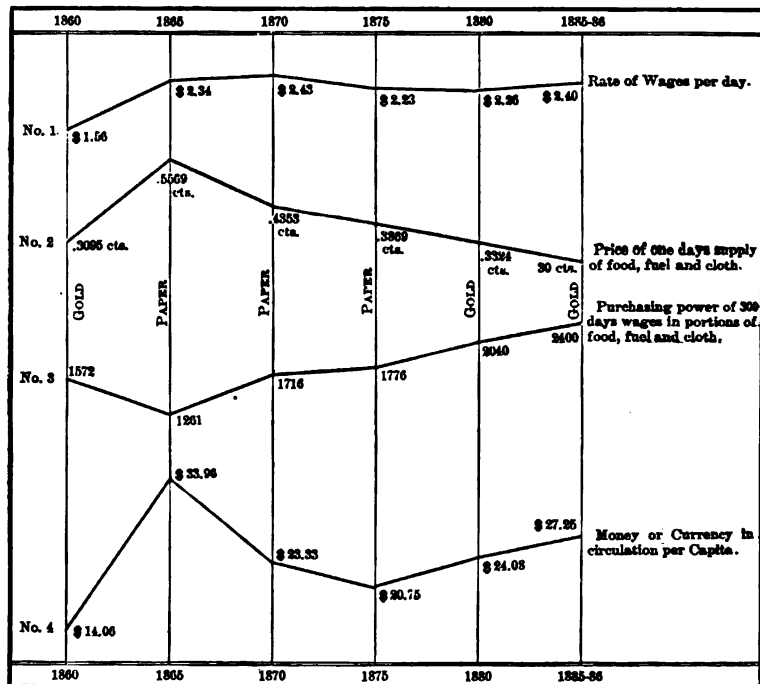 1860 1865 1870 1875 1880 1885-86
Rate of Wages per day.
No. 1
$1.56
$2.34
$2.43
$2.23
$2.26
$2.40
No. 2
.3095 cts.
.5569
cts.
.4353
cts.
.3869
cts.
.3324
cts.
30 cts.
Price of one days supply
of food, fuel and cloth.
GOLD
PAPER
PAPER
PAPER
GOLD
GOLD
Purchasing power of 300
days wages in portions of
food, fuel and cloth.
No. 3
1572
1261
1716
1776
2040
2400
$33.96
$23.33
$20.75
$24.08
$27.25
Money or Currency in
circulation per Capita.
No. 4
$14.06
1860 1865 1870 1875 1880 1885-86